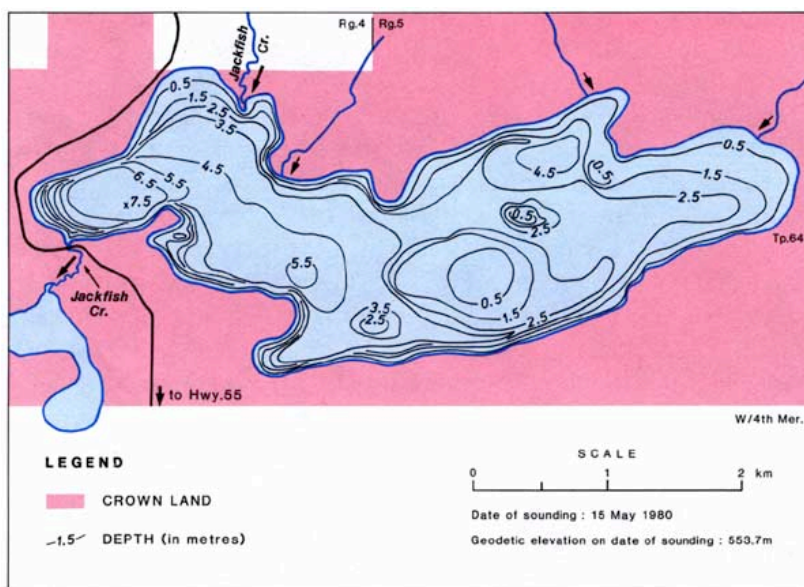 Rg.4 Rg.5
Jackfish
Cr.
0.5
1.5
2.5
3.5
4.5
6.5
5.5
x7.5
4.5
0.5
0.5
1.5
2.5
0.5
2.5
Tp.64
5.5
0.5
3.5
2.5
1.5
2.5
Jackfish
Cr.
to Hwy.55
W/4th Mer.
LEGEND
CROWN LAND
1.5 DEPTH (in metres)
SCALE
0 1 2 km
Date of sounding : 15 May 1980
Geodetic elevation on date of sounding : 553.7m